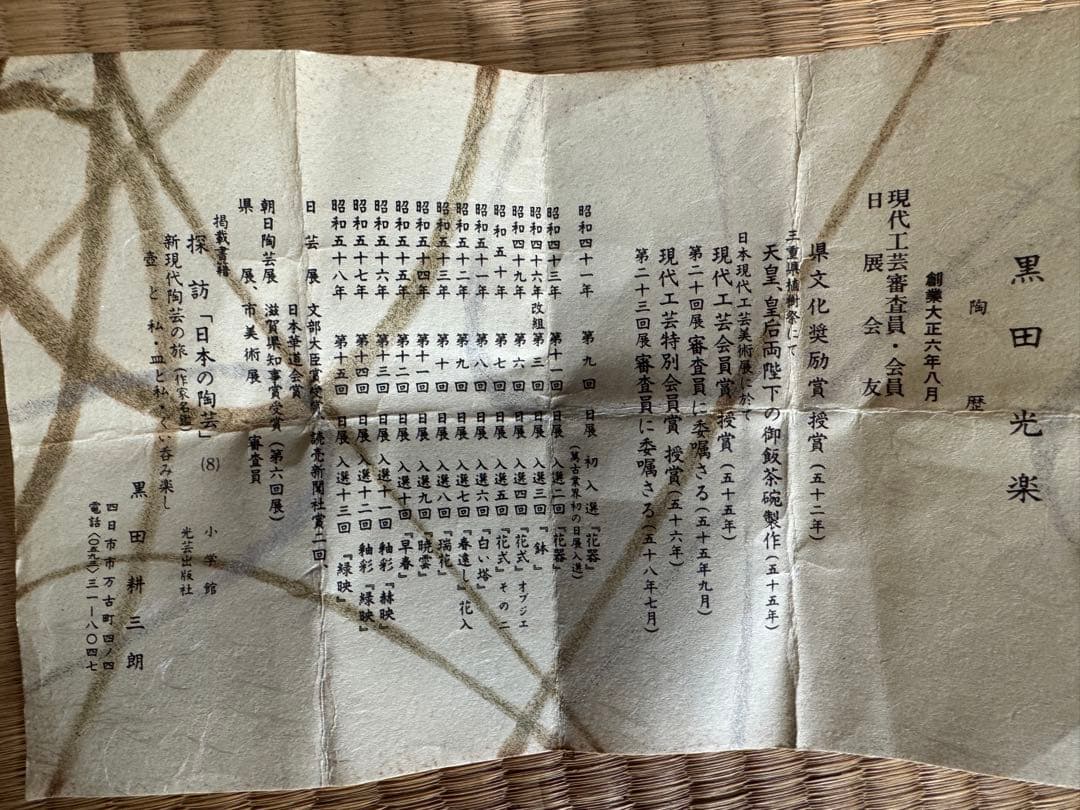 黒田光楽
陶歴
創業大正六年八月
現代工芸審査員・会員
日展会友
県文化奨励賞 授賞(五十二年)
三重県植樹祭にて
天皇、皇后両陛下の御飯茶碗製作(五十五年)
日本現代工芸美術展に於て
現代工芸会員賞 授賞(五十五年)
第二十回展審査員に委嘱さる(五十五年九月)
現代工芸特別会員賞 授賞(五十六年)
第二十三回展審査員に委嘱さる(五十八年七月)
昭和四十一年 第九回 日展 初入選『花器』
(萬古業界初の日展入選)
昭和四十三年 第十一回 日展 入選二回『花器』
昭和四十六年 改組 第三回 日展 入選三回『鉢』
昭和四十九年 第六回 日展 入選四回『花式』オブジエ
昭和五十年 第七回 日展 入選五回『花式』その二
昭和五十一年 第八回 日展 入選六回『白い塔』
昭和五十二年 第九回 日展 入選七回『春遠し』花入
昭和五十三年 第十回 日展 入選八回『瑞花』
昭和五十四年 第十一回 日展 入選九回『暁雲』
昭和五十五年 第十二回 日展 入選十回『早春』
昭和五十六年 第十三回 日展 入選十一回 釉彩『赫映』
昭和五十七年 第十四回 日展 入選十二回 釉彩『緑映』
昭和五十八年 第十五回 日展 入選十三回『緑映』
日芸展 文部大臣賞受賞、読売新聞社賞二回、
日本華道会賞
朝日陶芸展 滋賀県知事賞受賞(第六回展)
県展、市美術展 審査員
掲載書籍
探訪「日本の陶芸」(8) 小学館
新現代陶芸の旅(作家名鑑) 光芸出版社
壺と私・皿と私・ぐい呑み楽し
黒田耕三朗
四日市市万古町四ノ四
電話(〇五九三)三一-八〇四七